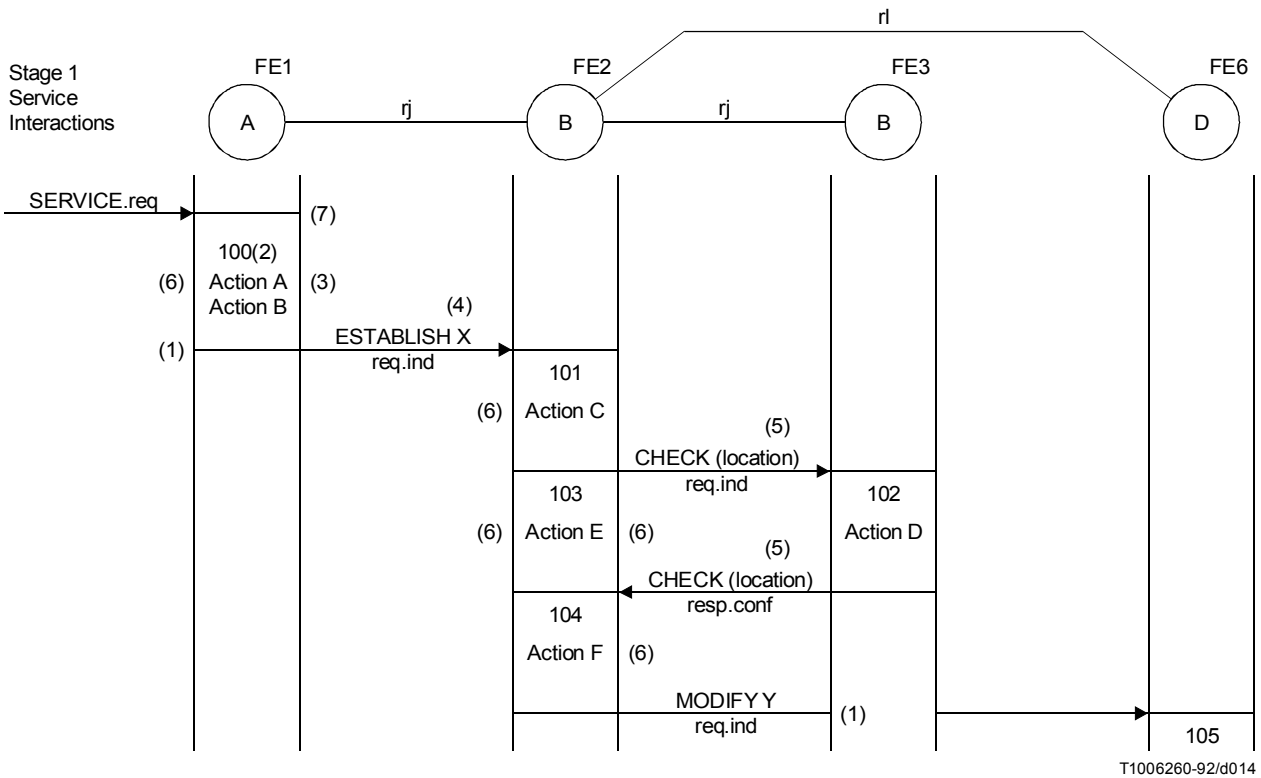 rl
Stage 1
Service
Interactions
FE1
FE2
FE3
FE6
A
rj
B
rj
B
D
SERVICE.req
(7)
100(2)
(6)
Action A
(3)
Action B
(4)
(1)
ESTABLISH X
req.ind
101
(6)
Action C
(5)
CHECK (location)
req.ind
103
102
(6)
Action E
(6)
Action D
(5)
CHECK (location)
resp.conf
104
Action F
(6)
MODIFY Y
req.ind
(1)
105
T1006260-92/d014